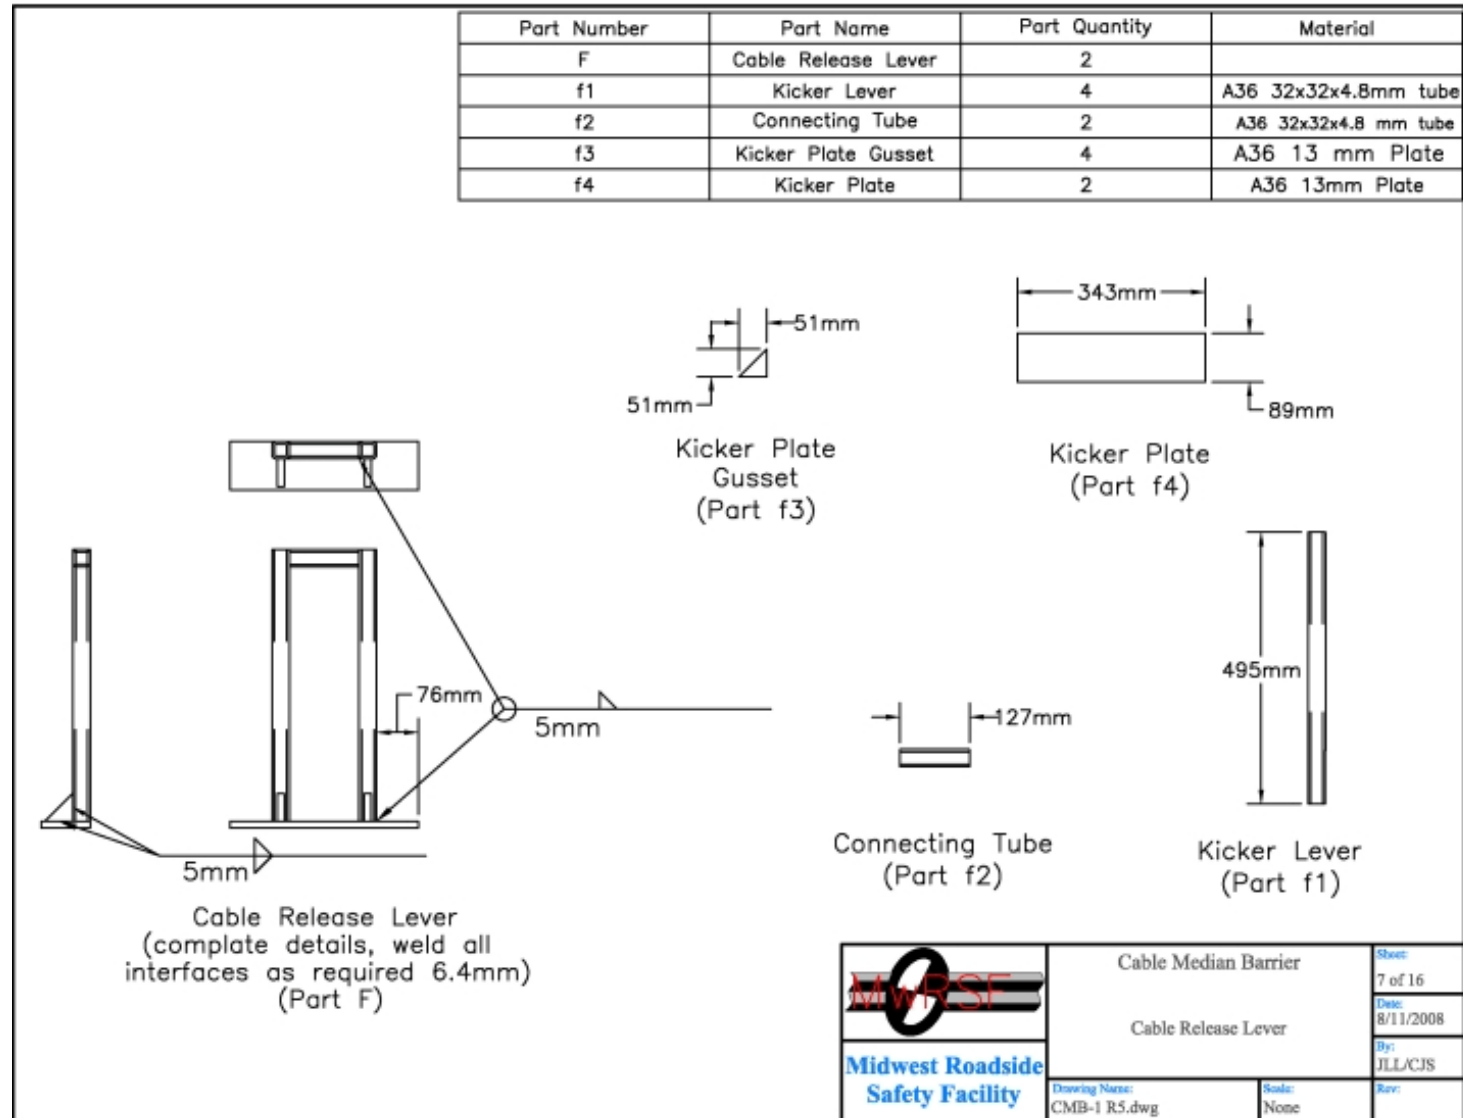 Part Number Part Name Part Quantity Material
F Cable Release Lever 2
f1 Kicker Lever 4 A36 32x32x4.8mm tube
f2 Connecting Tube 2 A36 32x32x4.8 mm tube
f3 Kicker Plate Gusset 4 A36 13 mm Plate
f4 Kicker Plate 2 A36 13mm Plate
51mm
51mm
Kicker Plate
Gusset
(Part f3)
343mm
89mm
Kicker Plate
(Part f4)
76mm
5mm
5mm
Cable Release Lever
(complate details, weld all
interfaces as required 6.4mm)
(Part F)
127mm
Connecting Tube
(Part f2)
495mm
Kicker Lever
(Part f1)
MwRSF
Midwest Roadside
Safety Facility
Cable Median Barrier
Cable Release Lever
Drawing Name:
CMB-1 R5.dwg
Scale:
None
Sheet:
7 of 16
Date:
8/11/2008
By:
JLL/CJS
Rev: